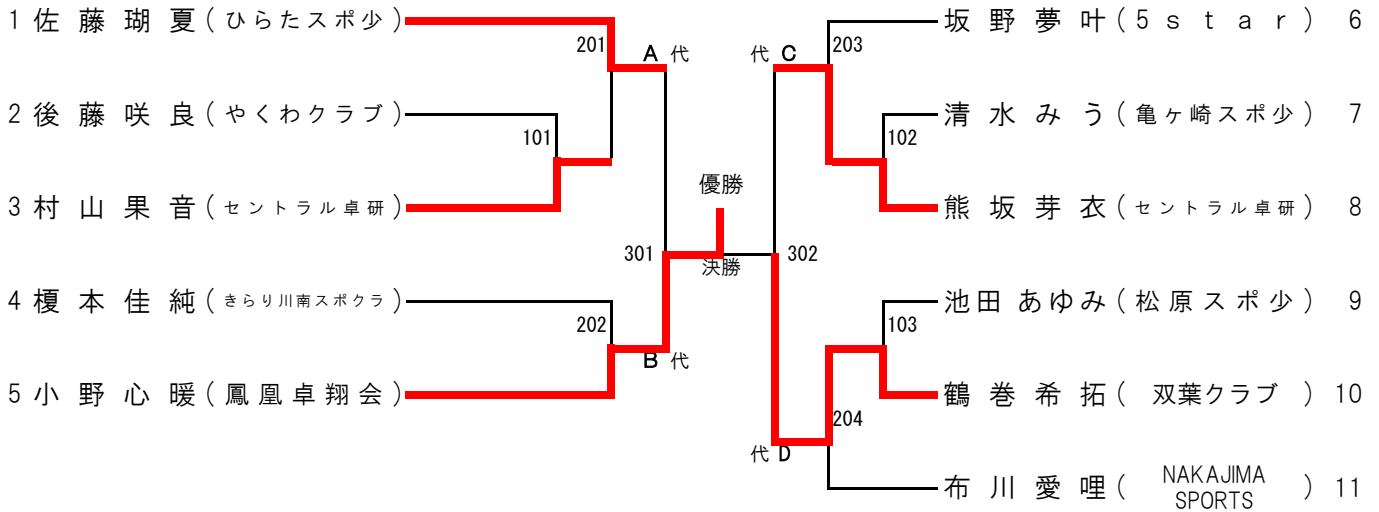 1 佐藤瑚夏(ひらたスポ少)
201
A 代
2 後藤咲良(やくわクラブ)
101
3 村山果音(セントラル卓研)
301
4 榎本佳純(きらり川南スポクラ)
202
B 代
5 小野心暖(鳳凰卓翔会)
優勝
決勝
坂野夢叶(5star) 6
203
代 C
清水みう(亀ヶ崎スポ少) 7
102
熊坂芽衣(セントラル卓研) 8
302
池田あゆみ(松原スポ少) 9
103
鶴巻希拓(双葉クラブ) 10
204
代 D
布川愛哩(NAKAJIMA SPORTS) 11